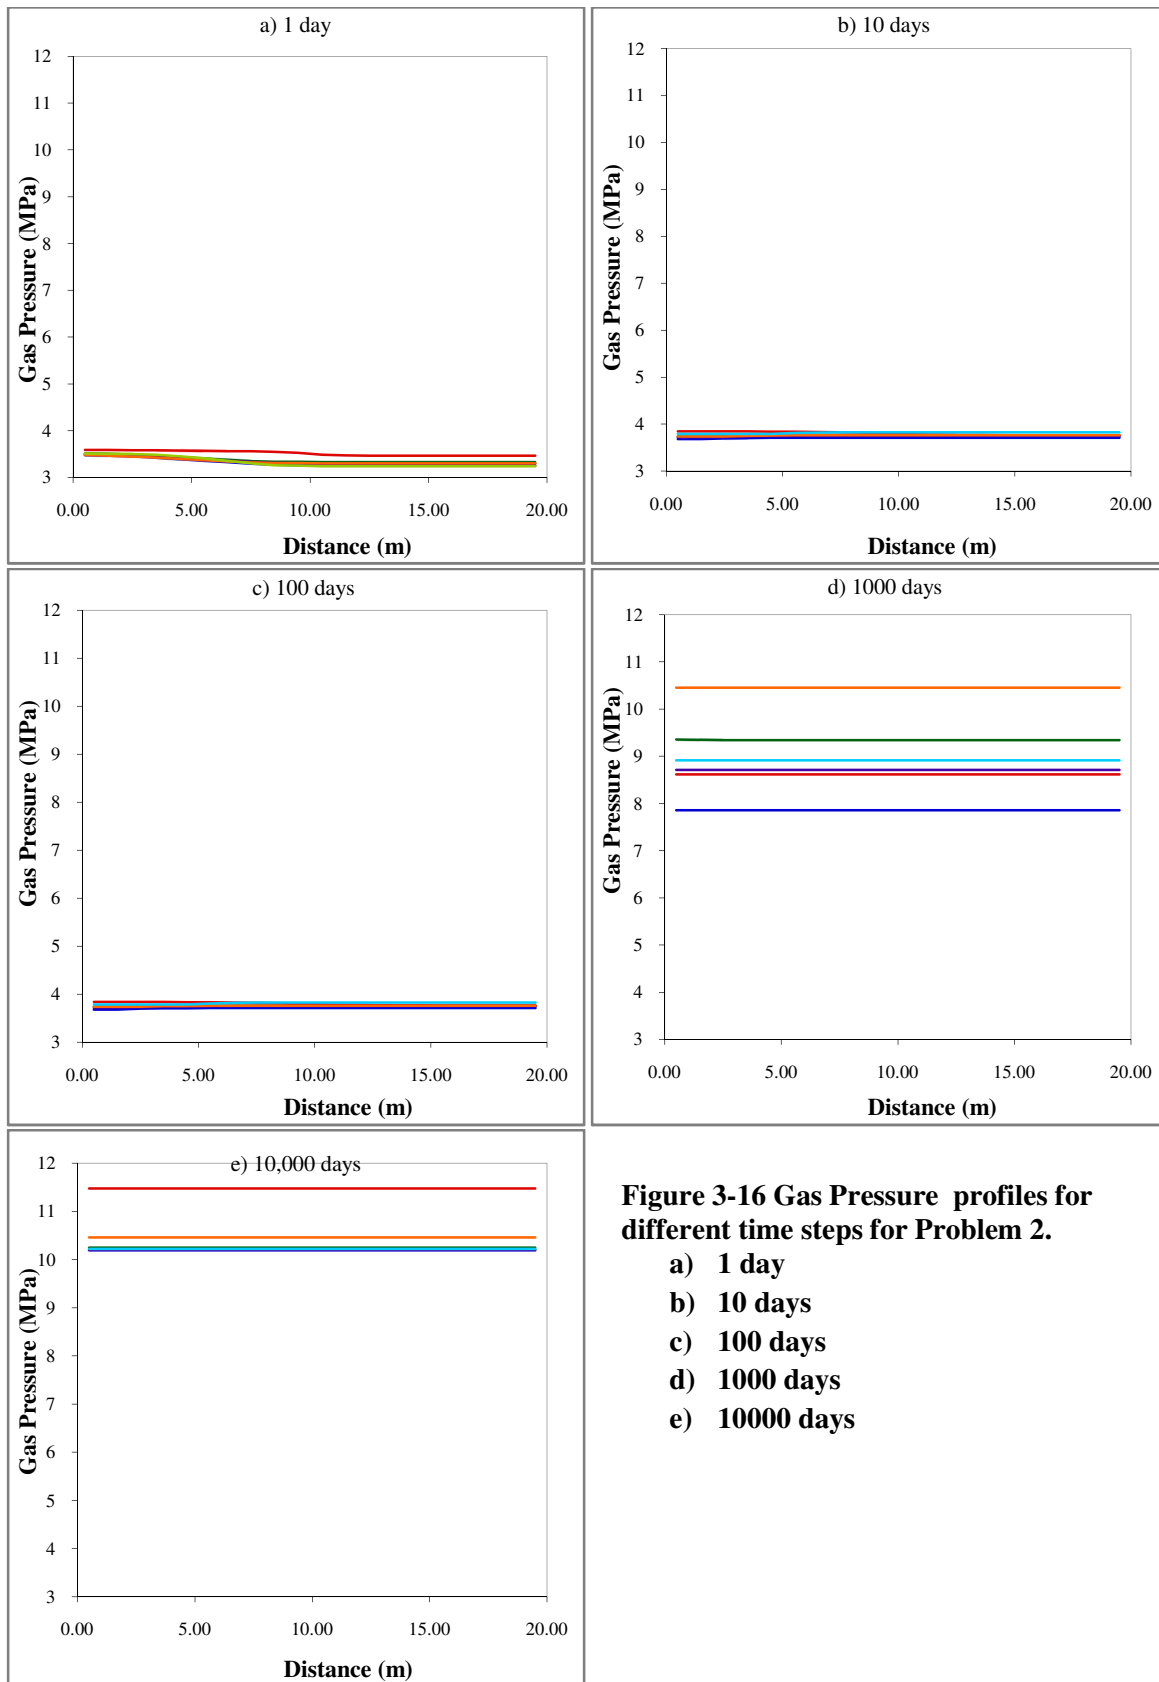 a) 1 day
12
11
10
9
8
7
6
5
4
3
Gas Pressure (MPa)
0.00 5.00 10.00 15.00 20.00
Distance (m)
b) 10 days
12
11
10
9
8
7
6
5
4
3
Gas Pressure (MPa)
0.00 5.00 10.00 15.00 20.00
Distance (m)
c) 100 days
12
11
10
9
8
7
6
5
4
3
Gas Pressure (MPa)
0.00 5.00 10.00 15.00 20.00
Distance (m)
d) 1000 days
12
11
10
9
8
7
6
5
4
3
Gas Pressure (MPa)
0.00 5.00 10.00 15.00 20.00
Distance (m)
e) 10,000 days
12
11
10
9
8
7
6
5
4
3
Gas Pressure (MPa)
0.00 5.00 10.00 15.00 20.00
Distance (m)
Figure 3-16 Gas Pressure profiles for
different time steps for Problem 2.
a) 1 day
b) 10 days
c) 100 days
d) 1000 days
e) 10000 days